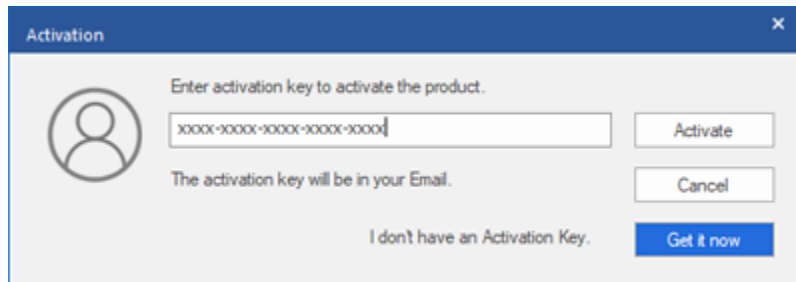 Activation
Enter activation key to activate the product.
xxxx-xxxx-xxxx-xxxx-xxxx
Activate
The activation key will be in your Email.
Cancel
I don't have an Activation Key.
Get it now